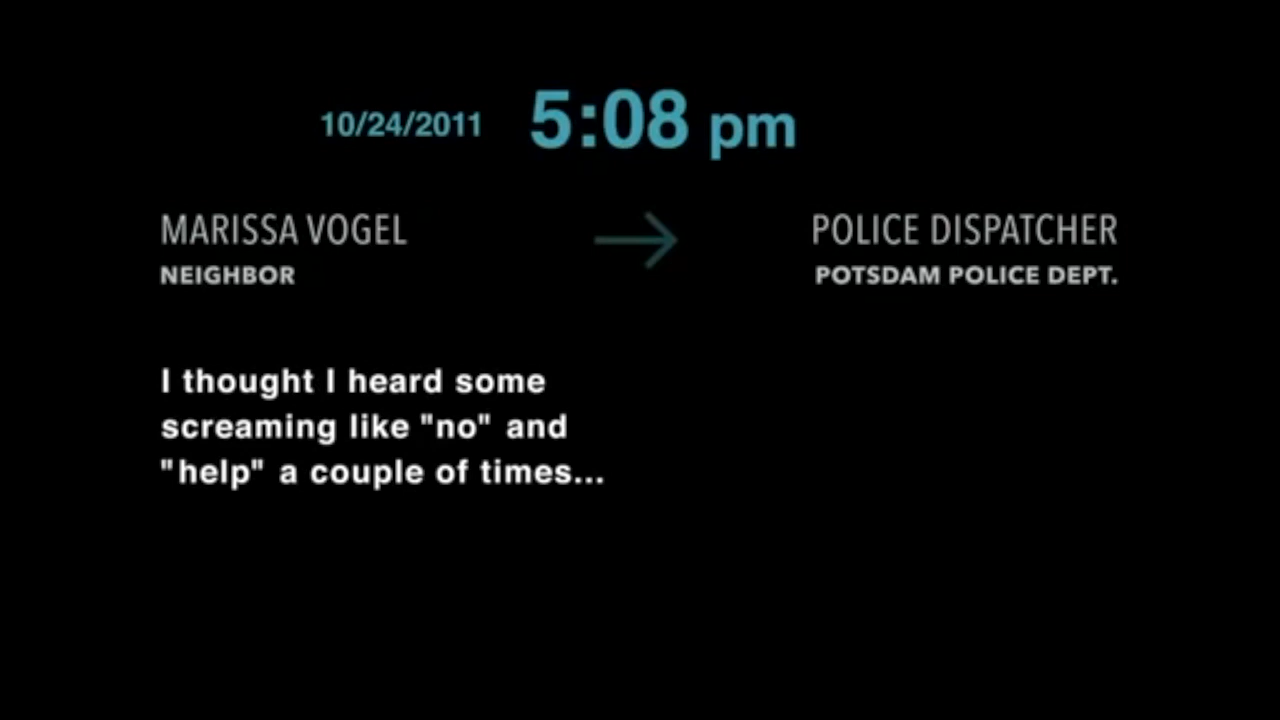 10/24/2011 5:08 pm
MARISSA VOGEL → POLICE DISPATCHER
NEIGHBOR POTSDAM POLICE DEPT.
I thought I heard some
screaming like "no" and
"help" a couple of times...